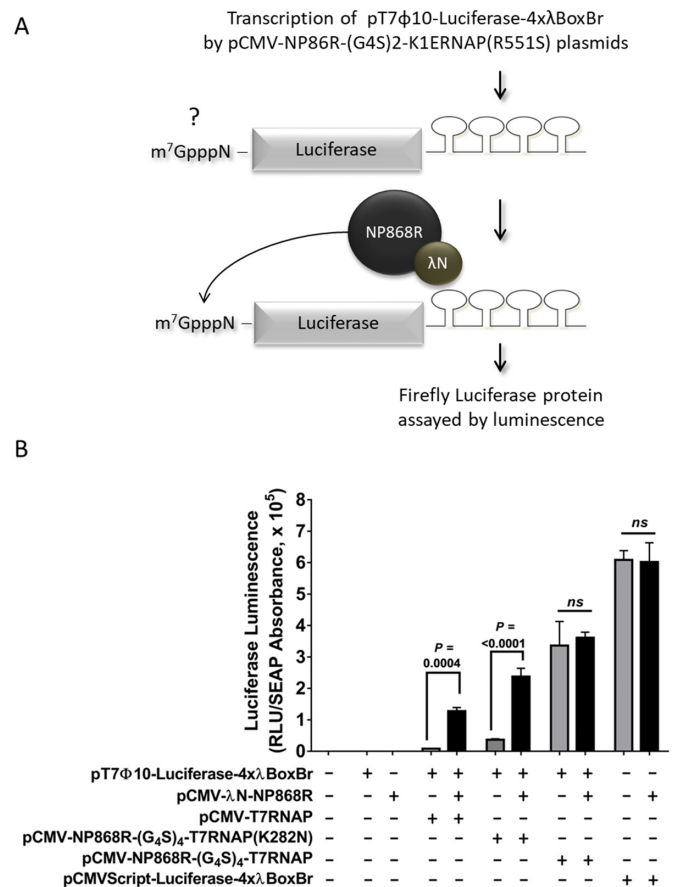 A
Transcription of pT7ϕ10-Luciferase-4xλBoxBr
by pCMV-NP86R-(G4S)2-K1ERNAP(R551S) plasmids
?
m⁷GpppN – Luciferase
NP868R
λN
m⁷GpppN – Luciferase
Firefly Luciferase protein
assayed by luminescence
B
Luciferase Luminescence
(RLU/SEAP Absorbance, x 10⁵)
8
7
6
5
4
3
2
1
0
P =
0.0004
P =
<0.0001
ns
ns
pT7Φ10-Luciferase-4xλBoxBr – + – + + + + + + – –
pCMV-λN-NP868R – – + – + – + – + – +
pCMV-T7RNAP – – – + + – – – – – –
pCMV-NP868R-(G₄S)₄-T7RNAP(K282N) – – – – – + + – – – –
pCMV-NP868R-(G₄S)₄-T7RNAP – – – – – – – + + – –
pCMVScript-Luciferase-4xλBoxBr – – – – – – – – – + +